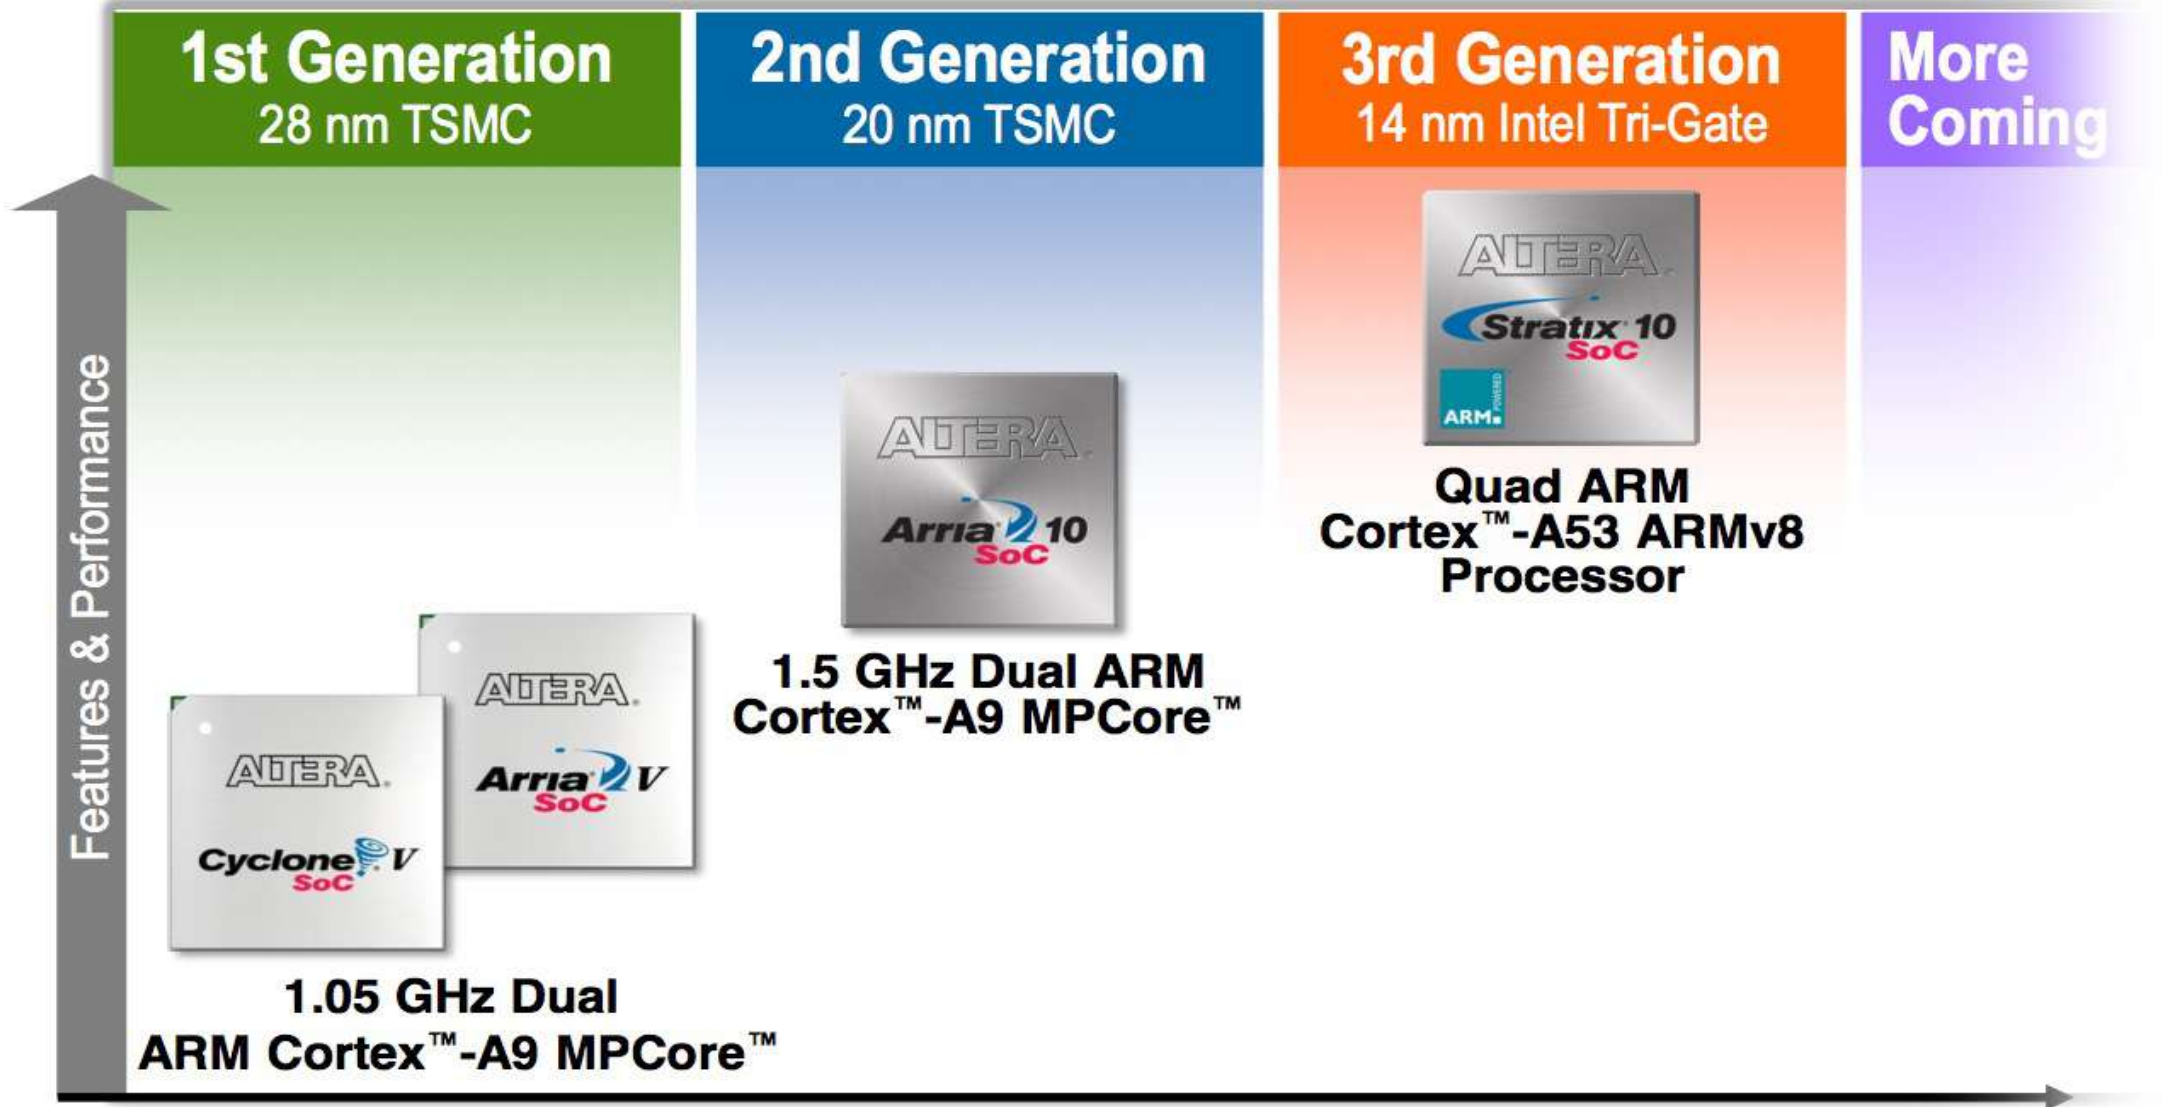 1st Generation
28 nm TSMC
2nd Generation
20 nm TSMC
3rd Generation
14 nm Intel Tri-Gate
More
Coming
Features & Performance
ALTERA®
Cyclone® V
SoC
ALTERA®
Arria® V
SoC
1.05 GHz Dual
ARM Cortex™-A9 MPCore™
ALTERA®
Arria® 10
SoC
1.5 GHz Dual ARM
Cortex™-A9 MPCore™
ALTERA®
Stratix® 10
SoC
ARM®
POWERED
Quad ARM
Cortex™-A53 ARMv8
Processor